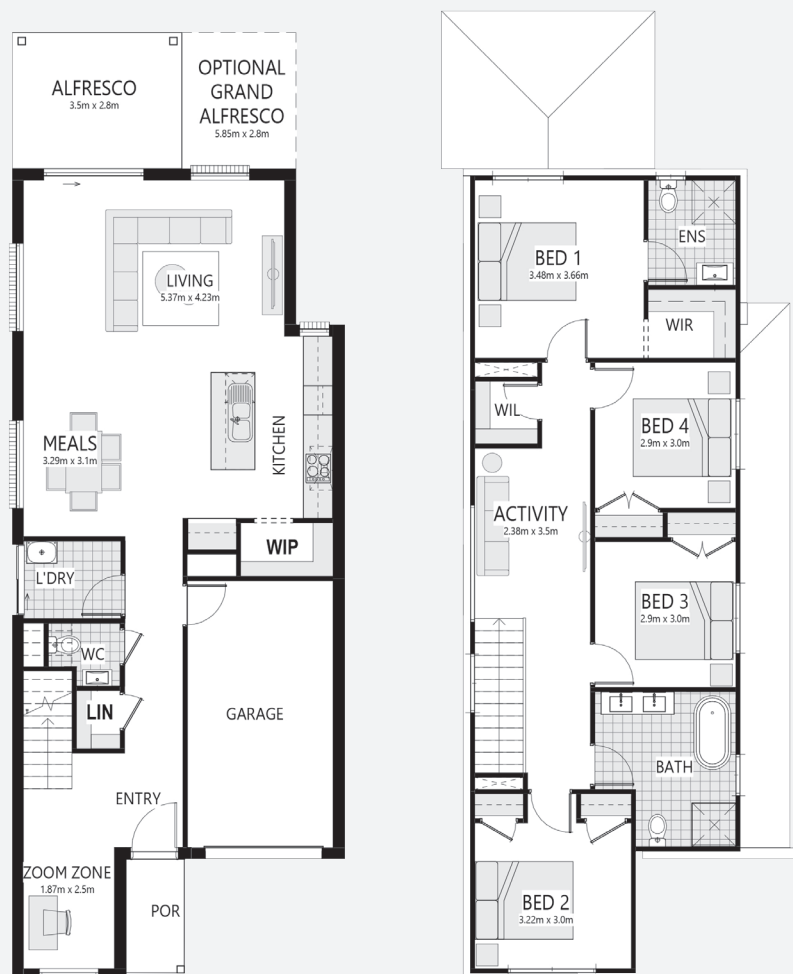 ALFRESCO
3.5m x 2.8m
OPTIONAL
GRAND
ALFRESCO
5.85m x 2.8m
LIVING
5.37m x 4.23m
MEALS
3.29m x 3.1m
KITCHEN
WIP
L'DRY
WC
LIN
GARAGE
ENTRY
ZOOM ZONE
1.87m x 2.5m
POR
BED 1
3.48m x 3.66m
ENS
WIR
WIL
BED 4
2.9m x 3.0m
ACTIVITY
2.38m x 3.5m
BED 3
2.9m x 3.0m
BATH
BED 2
3.22m x 3.0m